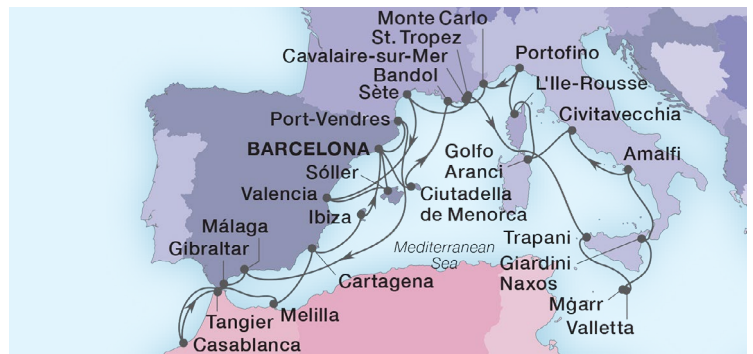 Monte Carlo
St. Tropez
Cavalaire-sur-Mer
Bandol
Sète
Portofino
L'Ile-Rousse
Civitavecchia
Port-Vendres
BARCELONA
Sóller
Valencia
Ibiza
Golfo
Aranci
Amalfi
Ciutadella
de Menorca
Málaga
Gibraltar
Mediterranean
Sea
Trapani
Giardini
Naxos
Cartagena
Mġarr
Valletta
Melilla
Tangier
Casablanca